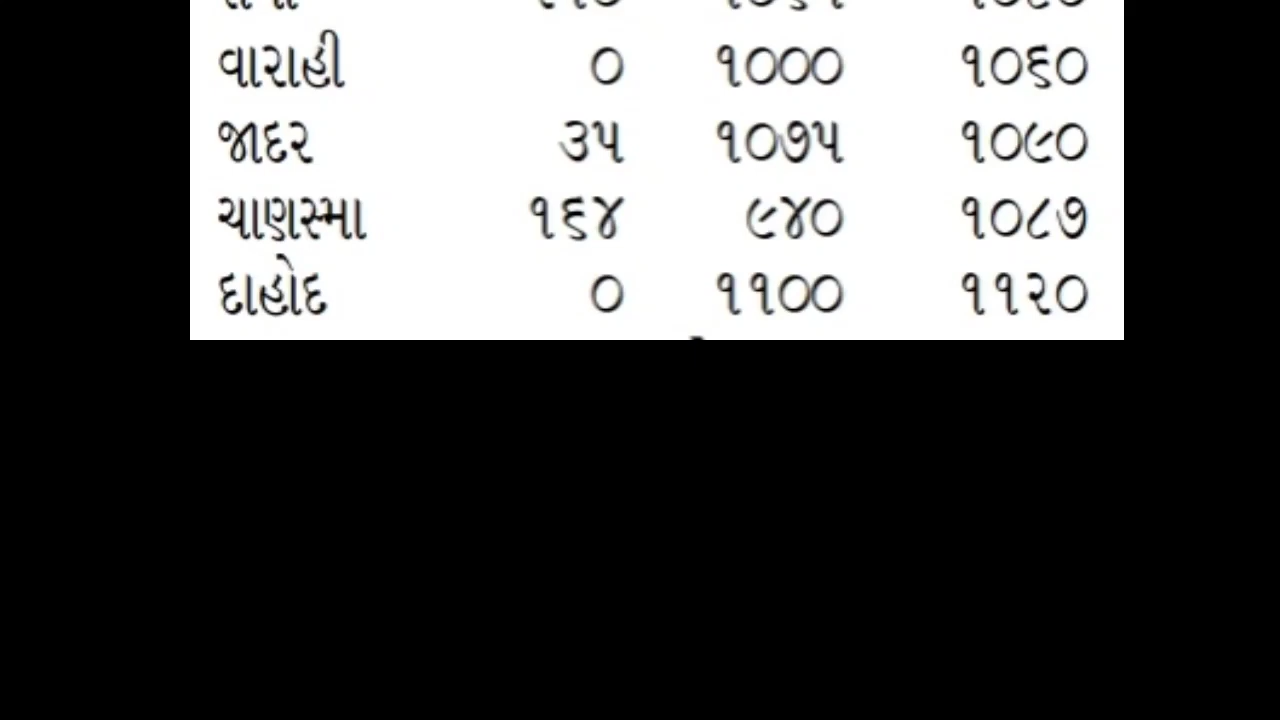 વારાહી ૦ ૧૦૦૦ ૧૦૬૦
જાદર ૩૫ ૧૦૭૫ ૧૦૯૦
ચાણસ્મા ૧૬૪ ૯૪૦ ૧૦૮૭
દાહોદ ૦ ૧૧૦૦ ૧૧૨૦